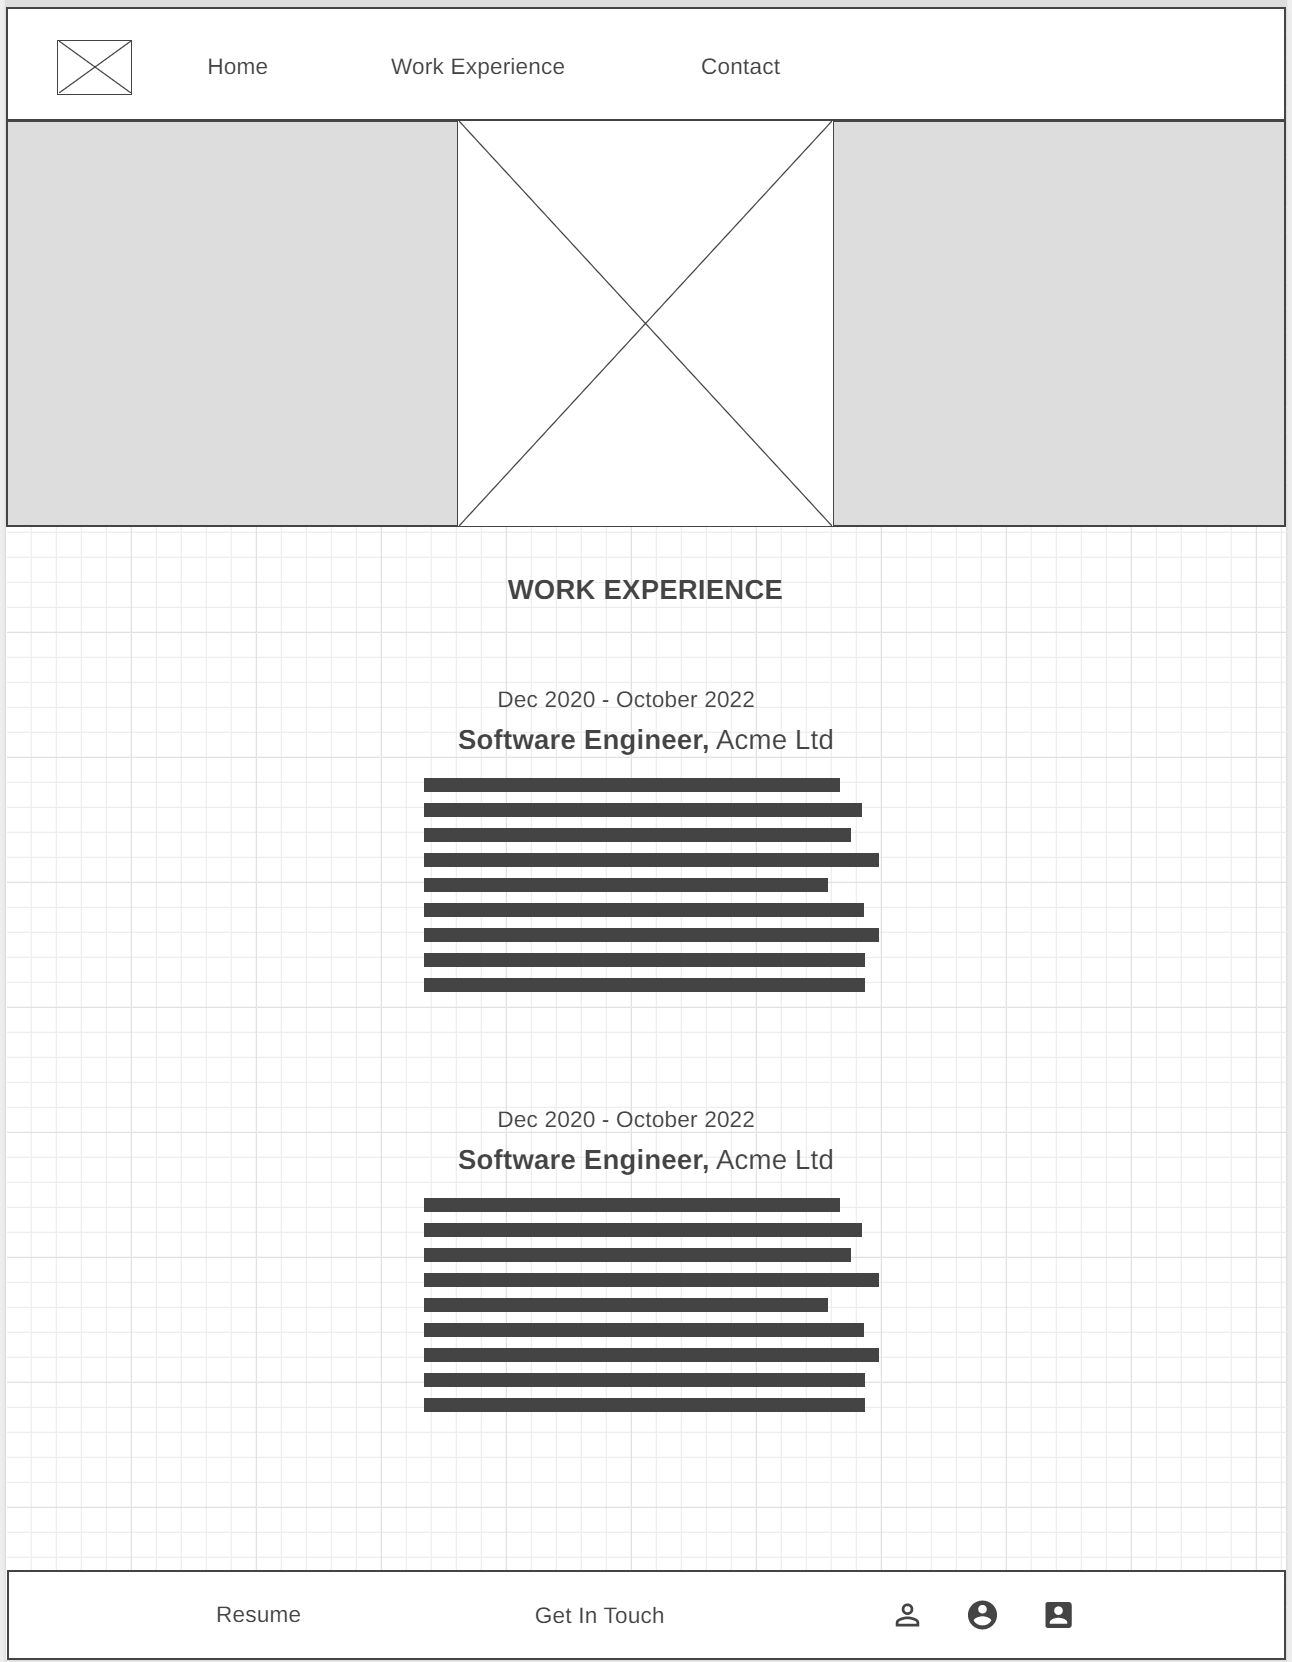 Home Work Experience Contact
WORK EXPERIENCE
Dec 2020 - October 2022
Software Engineer, Acme Ltd
Dec 2020 - October 2022
Software Engineer, Acme Ltd
Resume Get In Touch